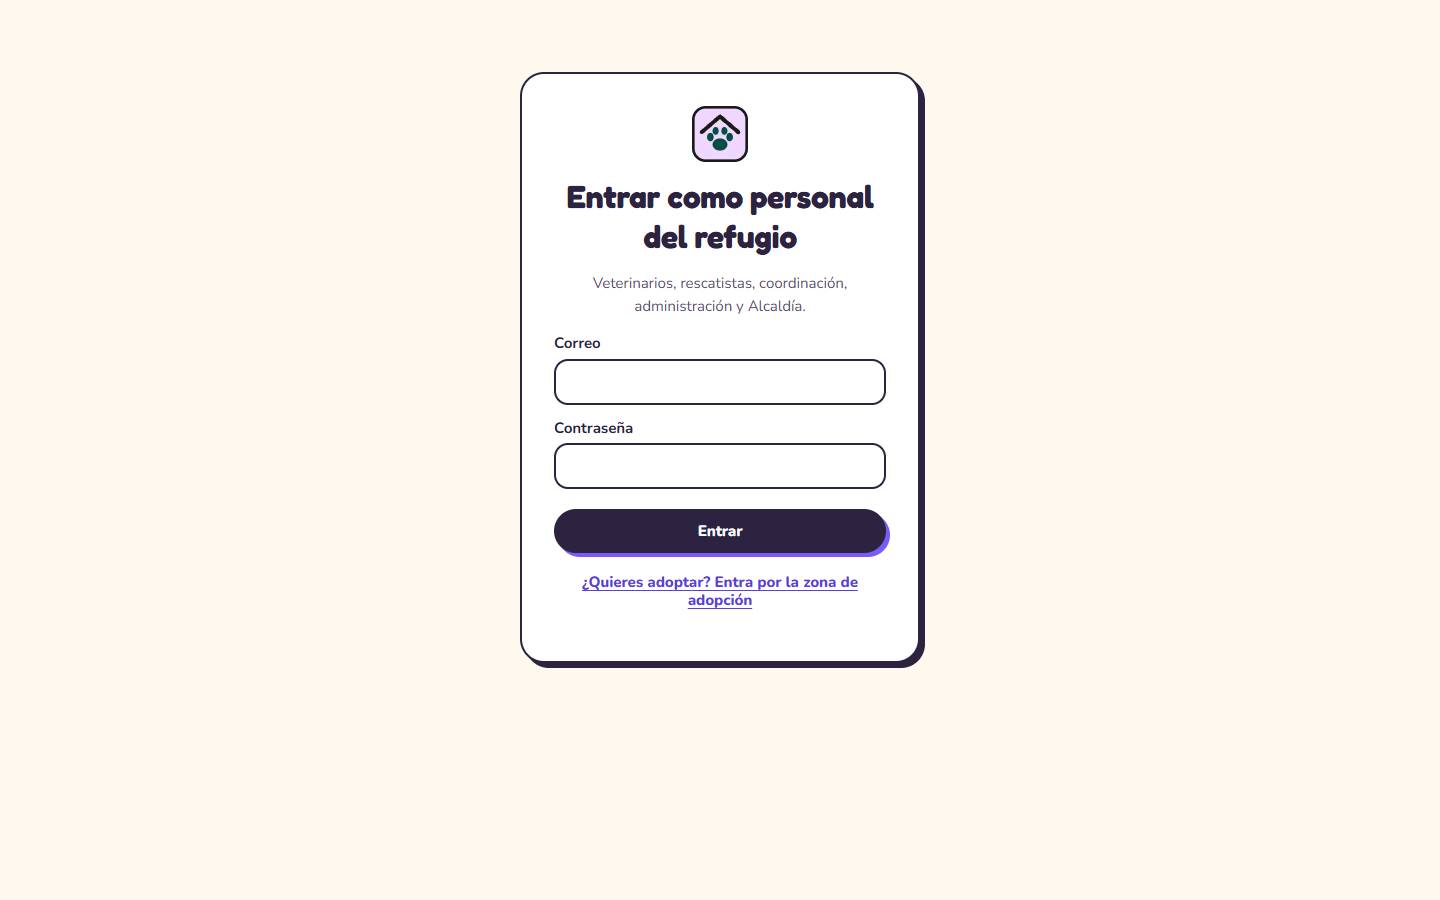 Entrar como personal
del refugio
Veterinarios, rescatistas, coordinación,
administración y Alcaldía.
Correo
Contraseña
Entrar
¿Quieres adoptar? Entra por la zona de
adopción